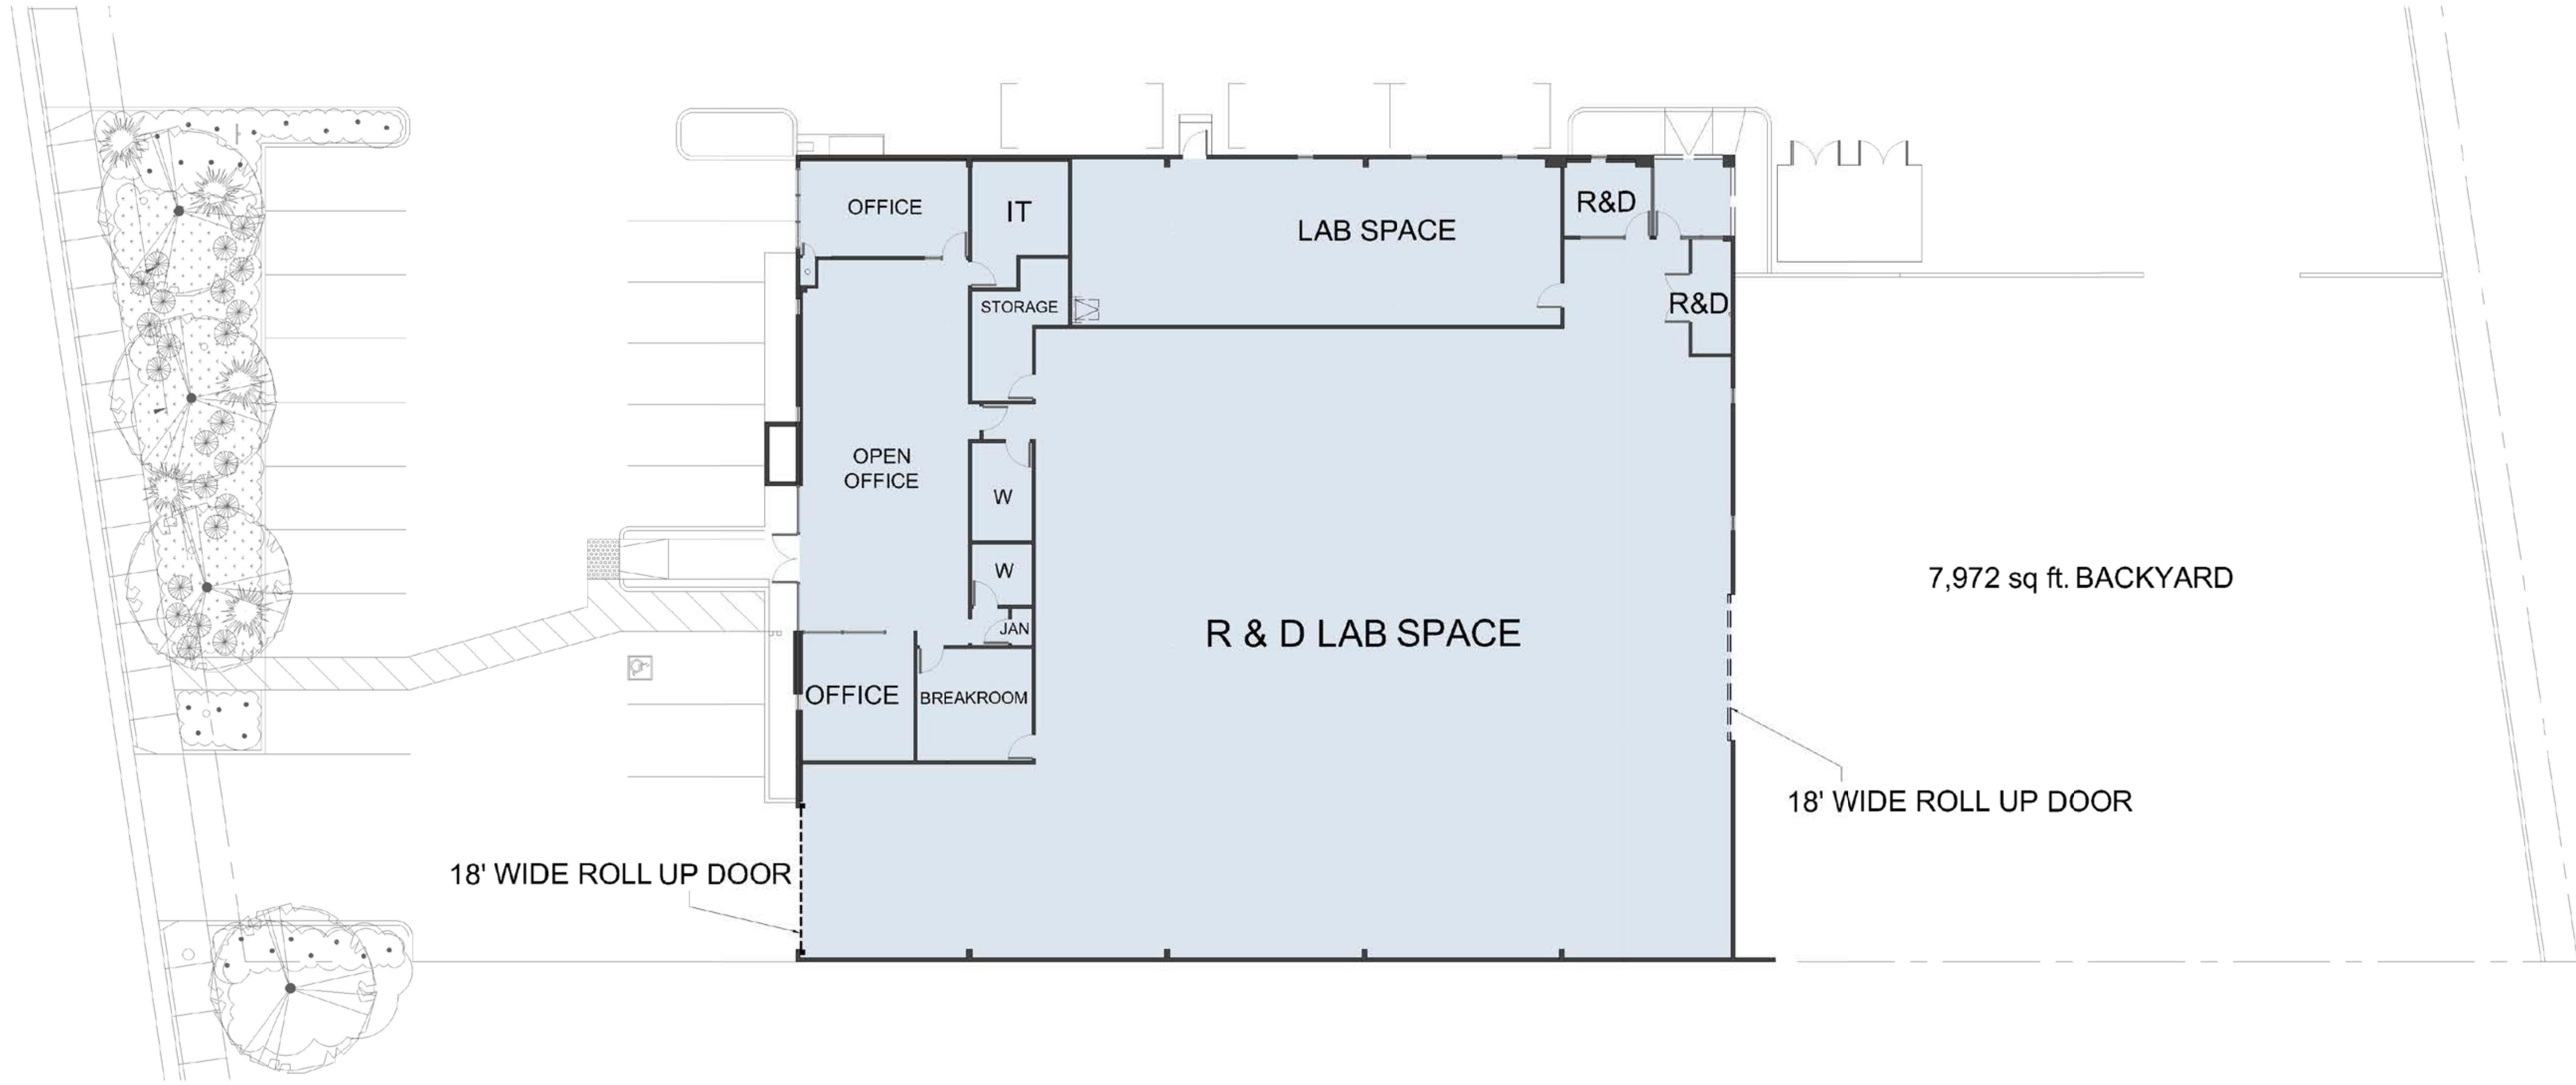 OFFICE
IT
LAB SPACE
R&D
STORAGE
R&D
OPEN
OFFICE
W
W
JAN
7,972 sq ft. BACKYARD
R & D LAB SPACE
OFFICE
BREAKROOM
18' WIDE ROLL UP DOOR
18' WIDE ROLL UP DOOR